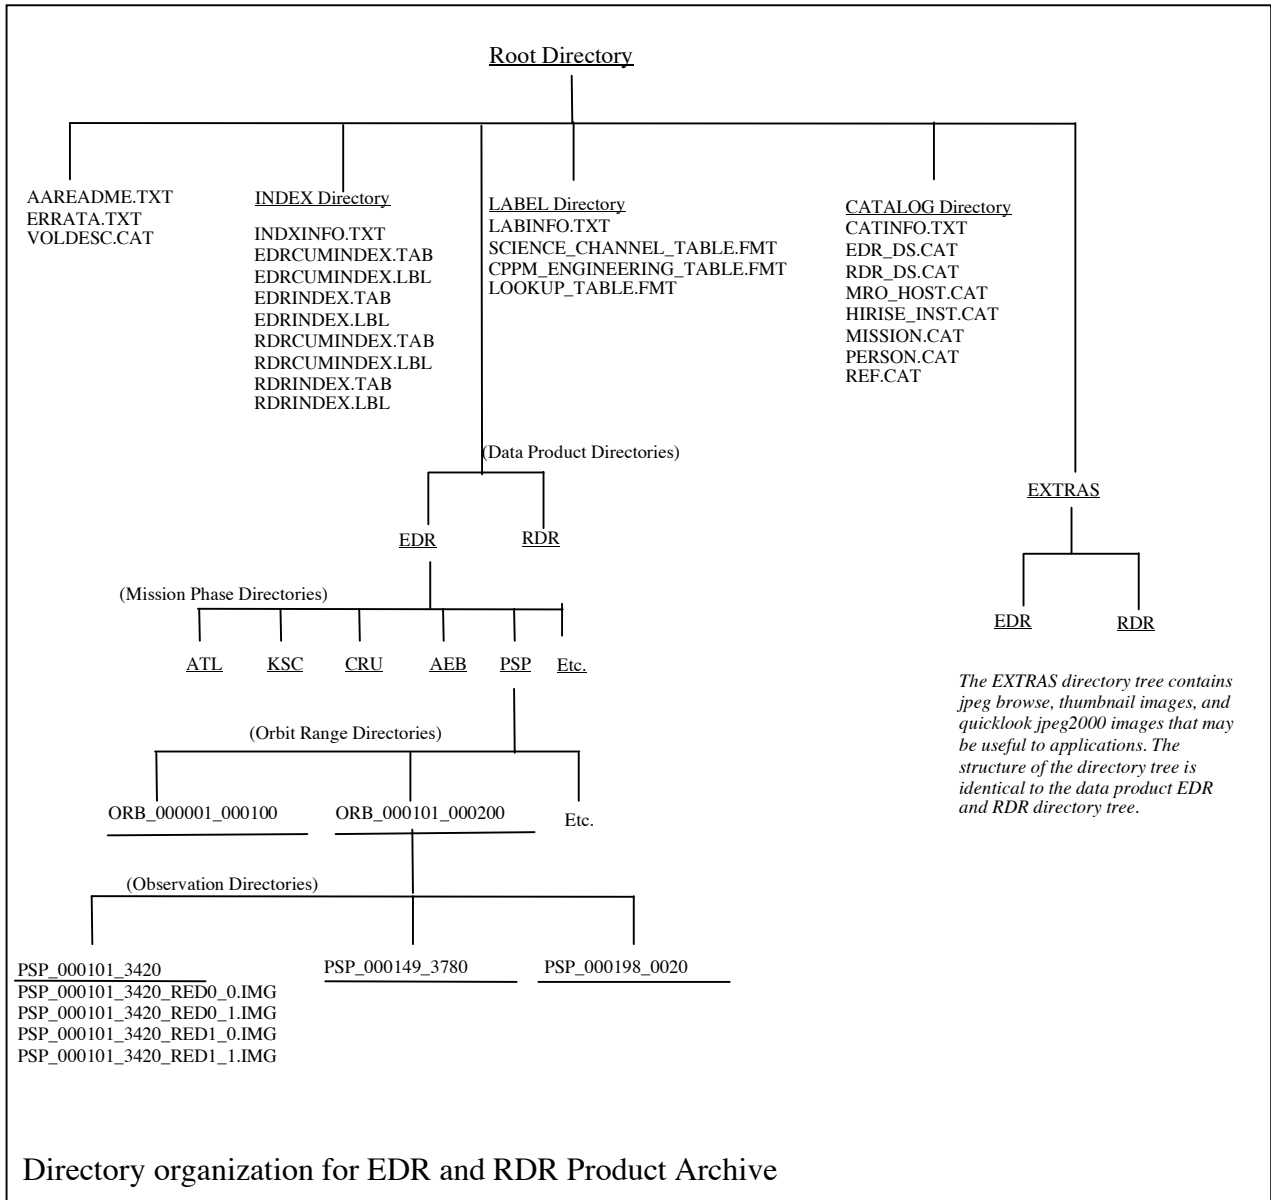 Root Directory
AAREADME.TXT
ERRATA.TXT
VOLDESC.CAT
INDEX Directory
INDXINFO.TXT
EDRCUMINDEX.TAB
EDRCUMINDEX.LBL
EDRINDEX.TAB
EDRINDEX.LBL
RDRCUMINDEX.TAB
RDRCUMINDEX.LBL
RDRINDEX.TAB
RDRINDEX.LBL
LABEL Directory
LABINFO.TXT
SCIENCE_CHANNEL_TABLE.FMT
CPPM_ENGINEERING_TABLE.FMT
LOOKUP_TABLE.FMT
CATALOG Directory
CATINFO.TXT
EDR_DS.CAT
RDR_DS.CAT
MRO_HOST.CAT
HIRISE_INST.CAT
MISSION.CAT
PERSON.CAT
REF.CAT
(Data Product Directories)
EDR
RDR
(Mission Phase Directories)
ATL
KSC
CRU
AEB
PSP
Etc.
(Orbit Range Directories)
ORB_000001_000100
ORB_000101_000200
Etc.
(Observation Directories)
PSP_000101_3420
PSP_000101_3420_RED0_0.IMG
PSP_000101_3420_RED0_1.IMG
PSP_000101_3420_RED1_0.IMG
PSP_000101_3420_RED1_1.IMG
PSP_000149_3780
PSP_000198_0020
EXTRAS
EDR
RDR
The EXTRAS directory tree contains
jpeg browse, thumbnail images, and
quicklook jpeg2000 images that may
be useful to applications. The
structure of the directory tree is
identical to the data product EDR
and RDR directory tree.
Directory organization for EDR and RDR Product Archive